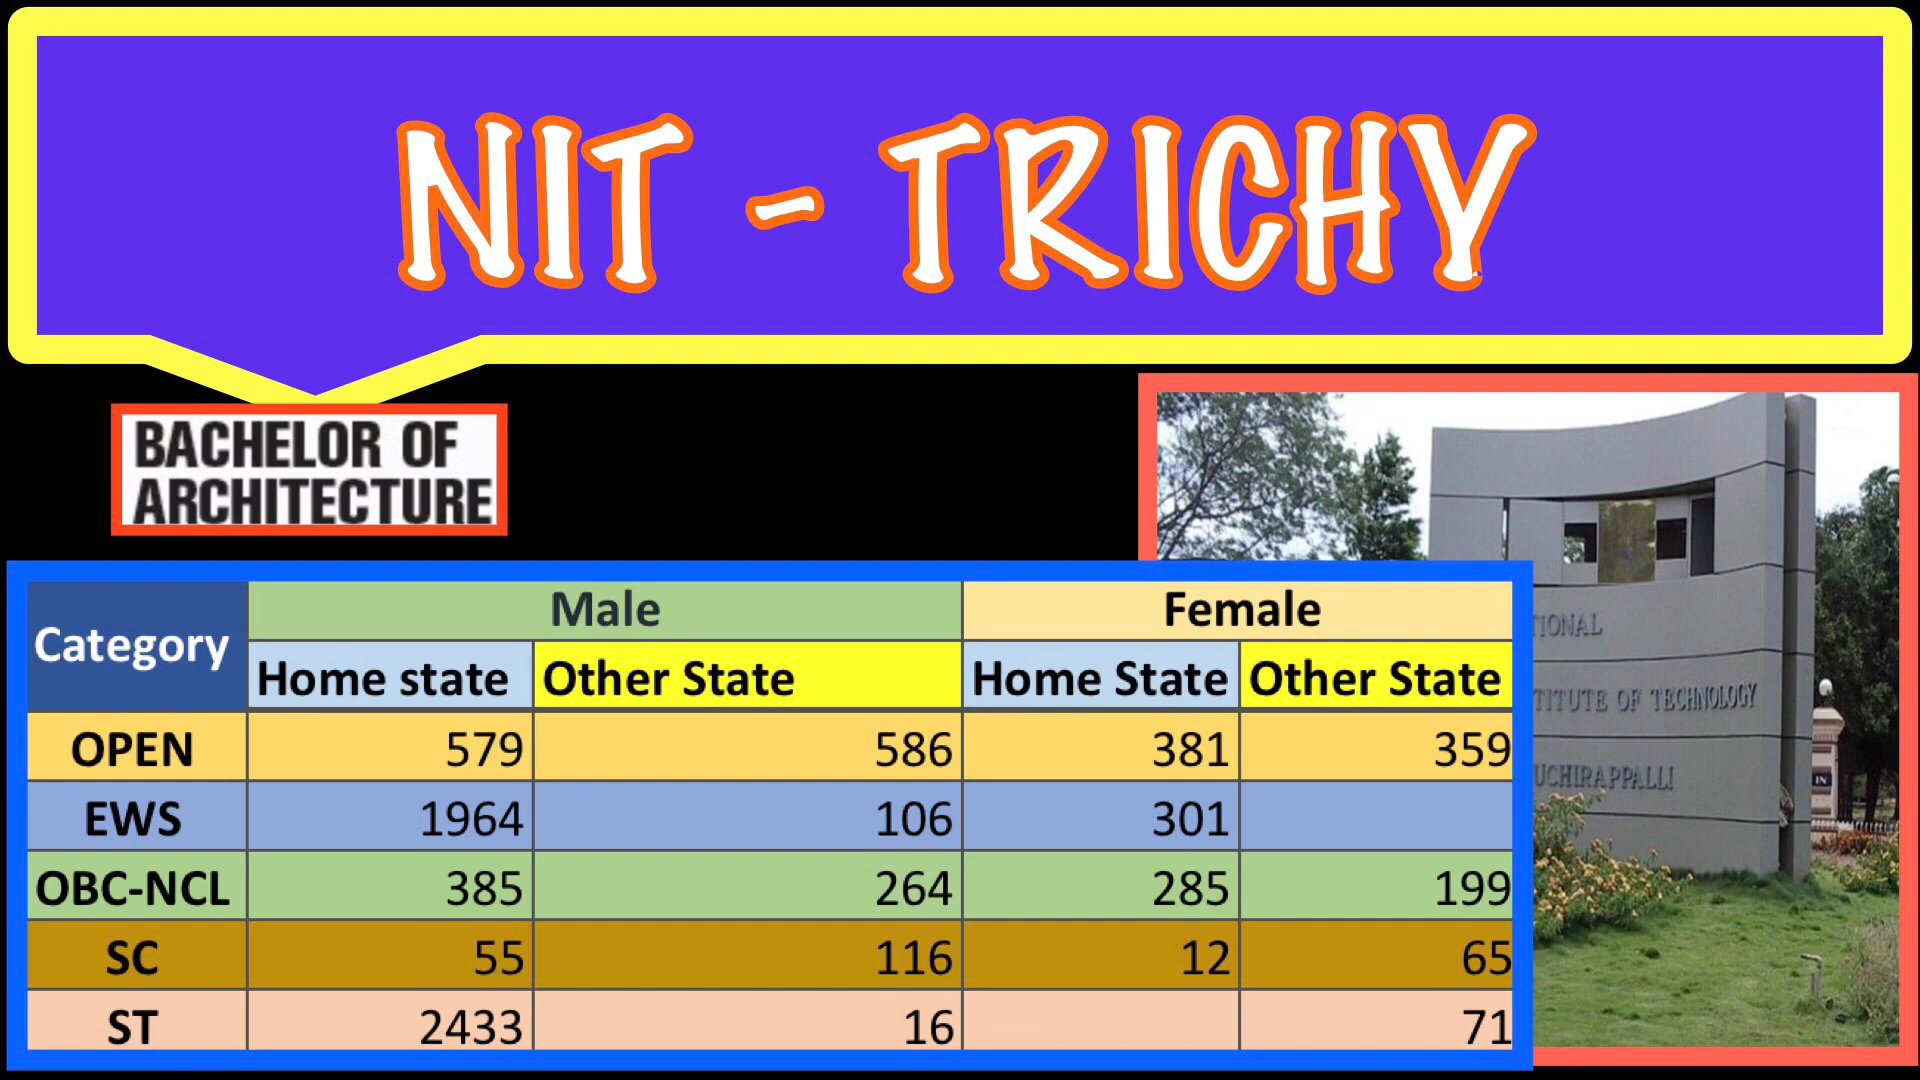 NIT - TRICHY
BACHELOR OF
ARCHITECTURE
Category Male Female
Home state Other State Home State Other State
OPEN 579 586 381 359
EWS 1964 106 301
OBC-NCL 385 264 285 199
SC 55 116 12 65
ST 2433 16 71
TIONAL
TITUTE OF TECHNOLOGY
UCHIRAPPALLI
IN